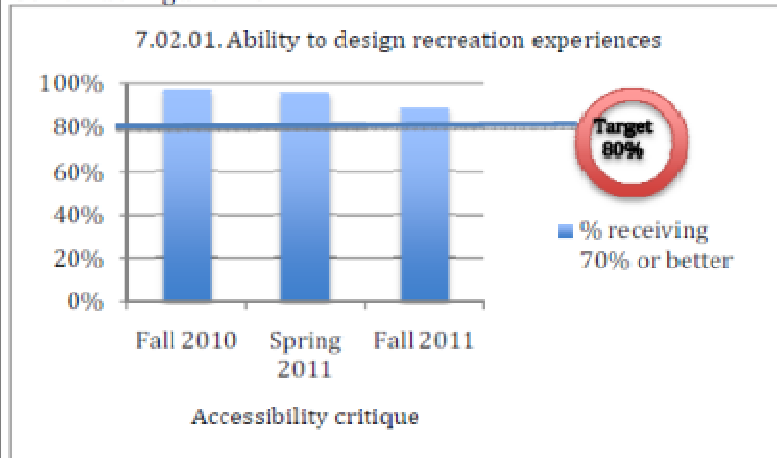 7.02.01. Ability to design recreation experiences
100%
80%
60%
40%
20%
0%
Target
80%
% receiving
70% or better
Fall 2010
Spring
2011
Fall 2011
Accessibility critique